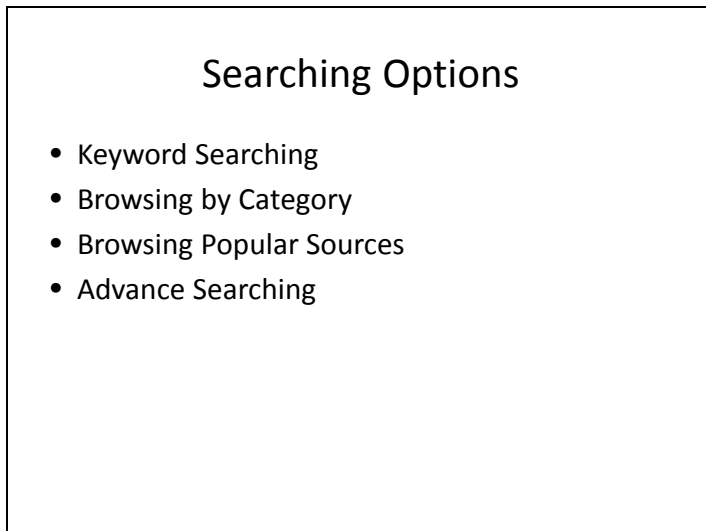 Searching Options
• Keyword Searching
• Browsing by Category
• Browsing Popular Sources
• Advance Searching